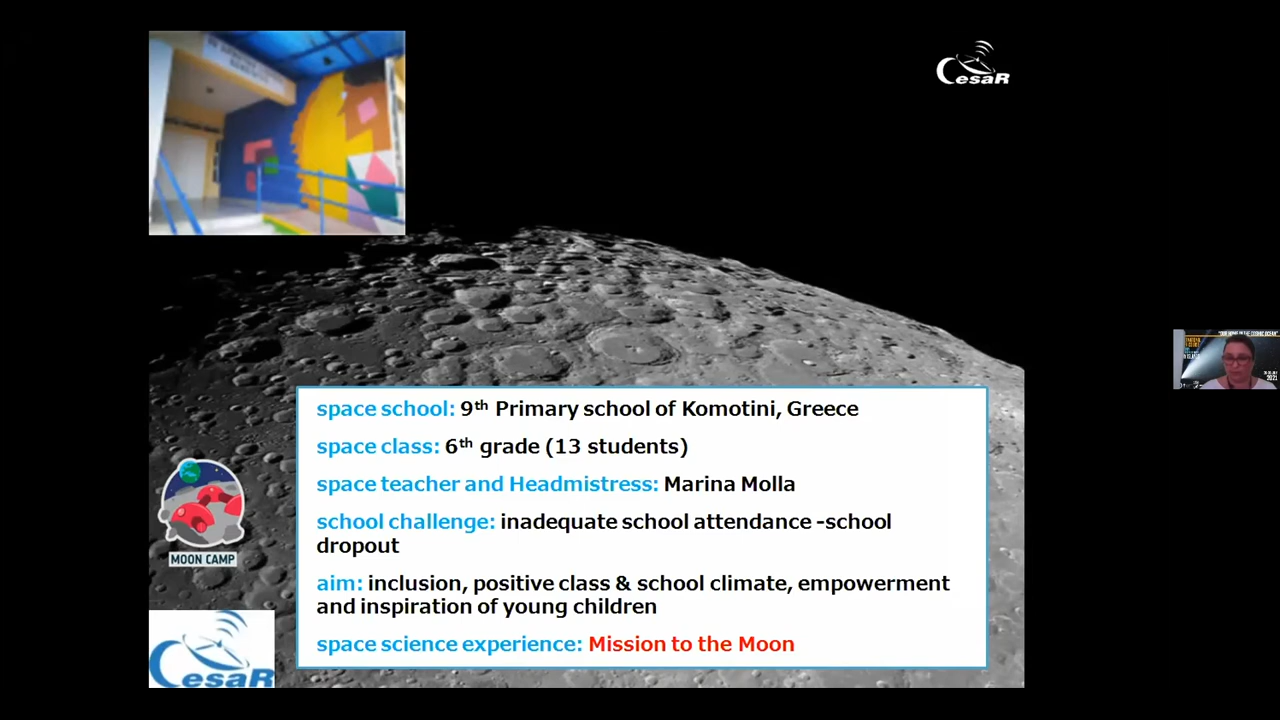 CesaR
space school: 9th Primary school of Komotini, Greece
space class: 6th grade (13 students)
space teacher and Headmistress: Marina Molla
school challenge: inadequate school attendance -school
dropout
aim: inclusion, positive class & school climate, empowerment
and inspiration of young children
space science experience: Mission to the Moon
MOON CAMP
CesaR
2021